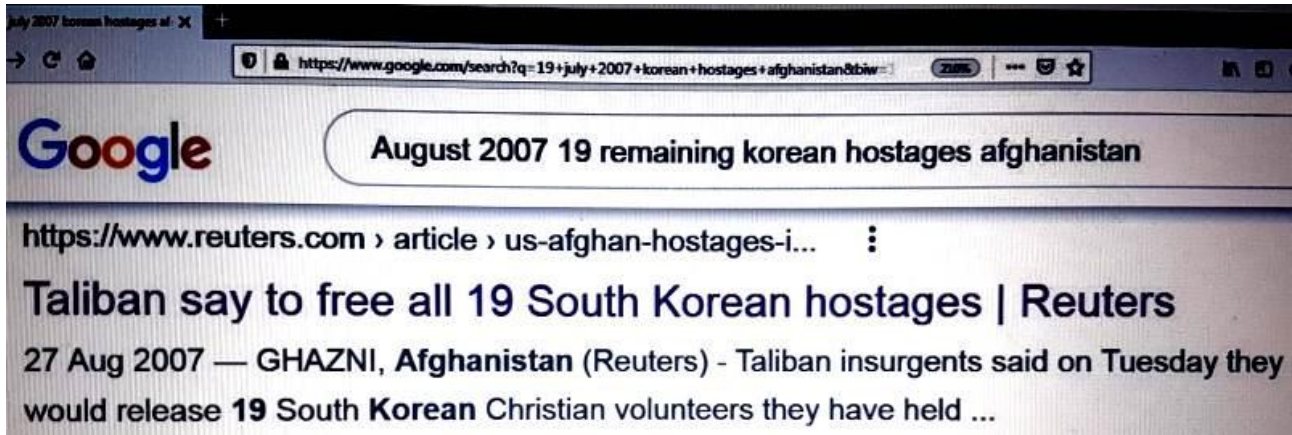 july 2007 korean hostages af
https://www.google.com/search?q=19+july+2007+korean+hostages+afghanistan&biw=
210%
Google
August 2007 19 remaining korean hostages afghanistan
https://www.reuters.com › article › us-afghan-hostages-i...
Taliban say to free all 19 South Korean hostages | Reuters
27 Aug 2007 — GHAZNI, Afghanistan (Reuters) - Taliban insurgents said on Tuesday they
would release 19 South Korean Christian volunteers they have held ...